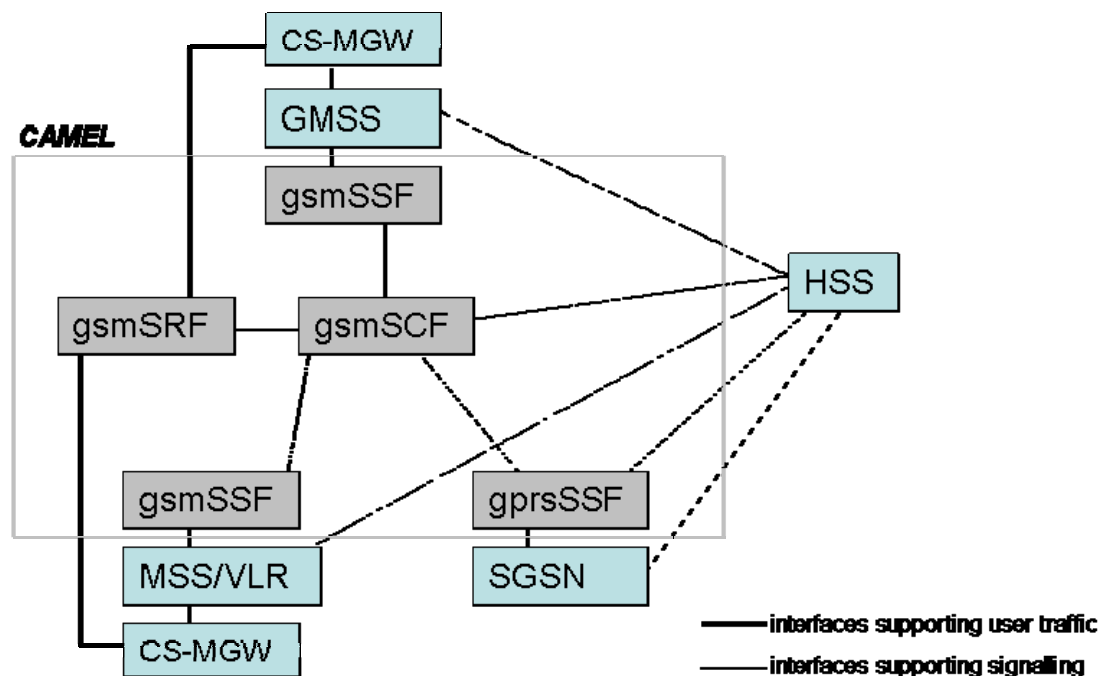 CS-MGW
GMSS
CAMEL
gsmSSF
HSS
gsmSRF
gsmSCF
gsmSSF
gprsSSF
MSS/VLR
SGSN
CS-MGW
interfaces supporting user traffic
interfaces supporting signalling